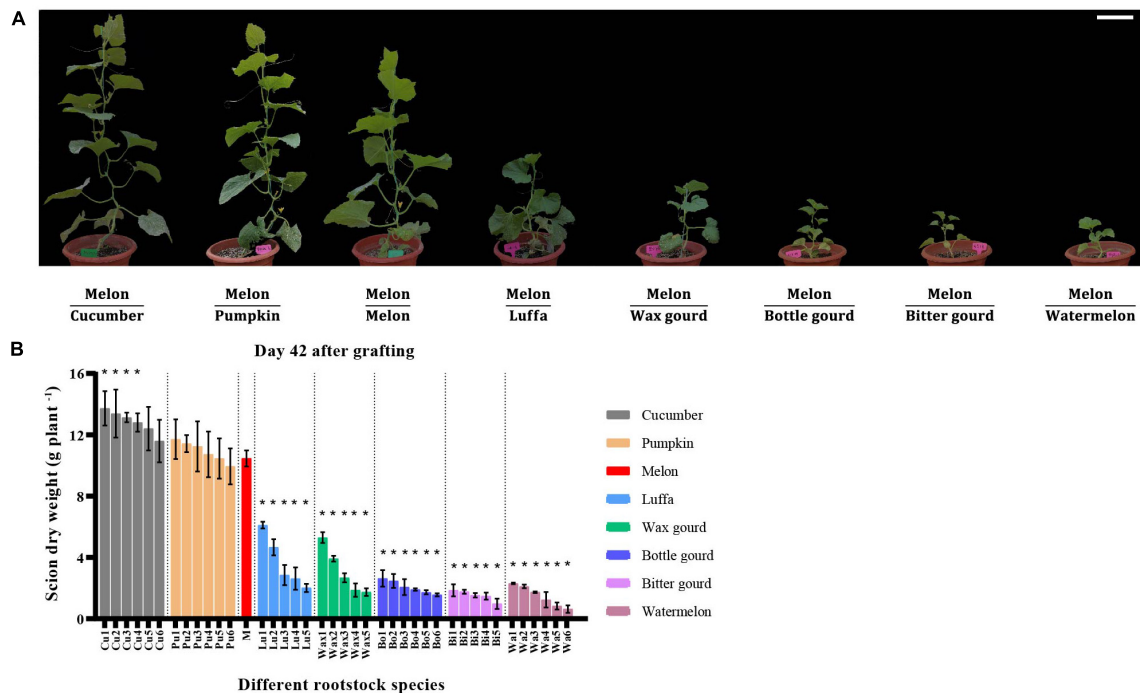 A
Melon Melon Melon Melon Melon Melon Melon Melon
Cucumber Pumpkin Melon Luffa Wax gourd Bottle gourd Bitter gourd Watermelon
B
Day 42 after grafting
Scion dry weight (g plant ⁻¹)
16
12
8
4
0
* * * *
* * * * *
* * * * *
* * * * * *
* * * * *
* * * * * *
Cu1 Cu2 Cu3 Cu4 Cu5 Cu6 Pu1 Pu2 Pu3 Pu4 Pu5 Pu6 M Lu1 Lu2 Lu3 Lu4 Lu5 Wax1 Wax2 Wax3 Wax4 Wax5 Bo1 Bo2 Bo3 Bo4 Bo5 Bo6 Bi1 Bi2 Bi3 Bi4 Bi5 Wa1 Wa2 Wa3 Wa4 Wa5 Wa6
Different rootstock species
Cucumber
Pumpkin
Melon
Luffa
Wax gourd
Bottle gourd
Bitter gourd
Watermelon